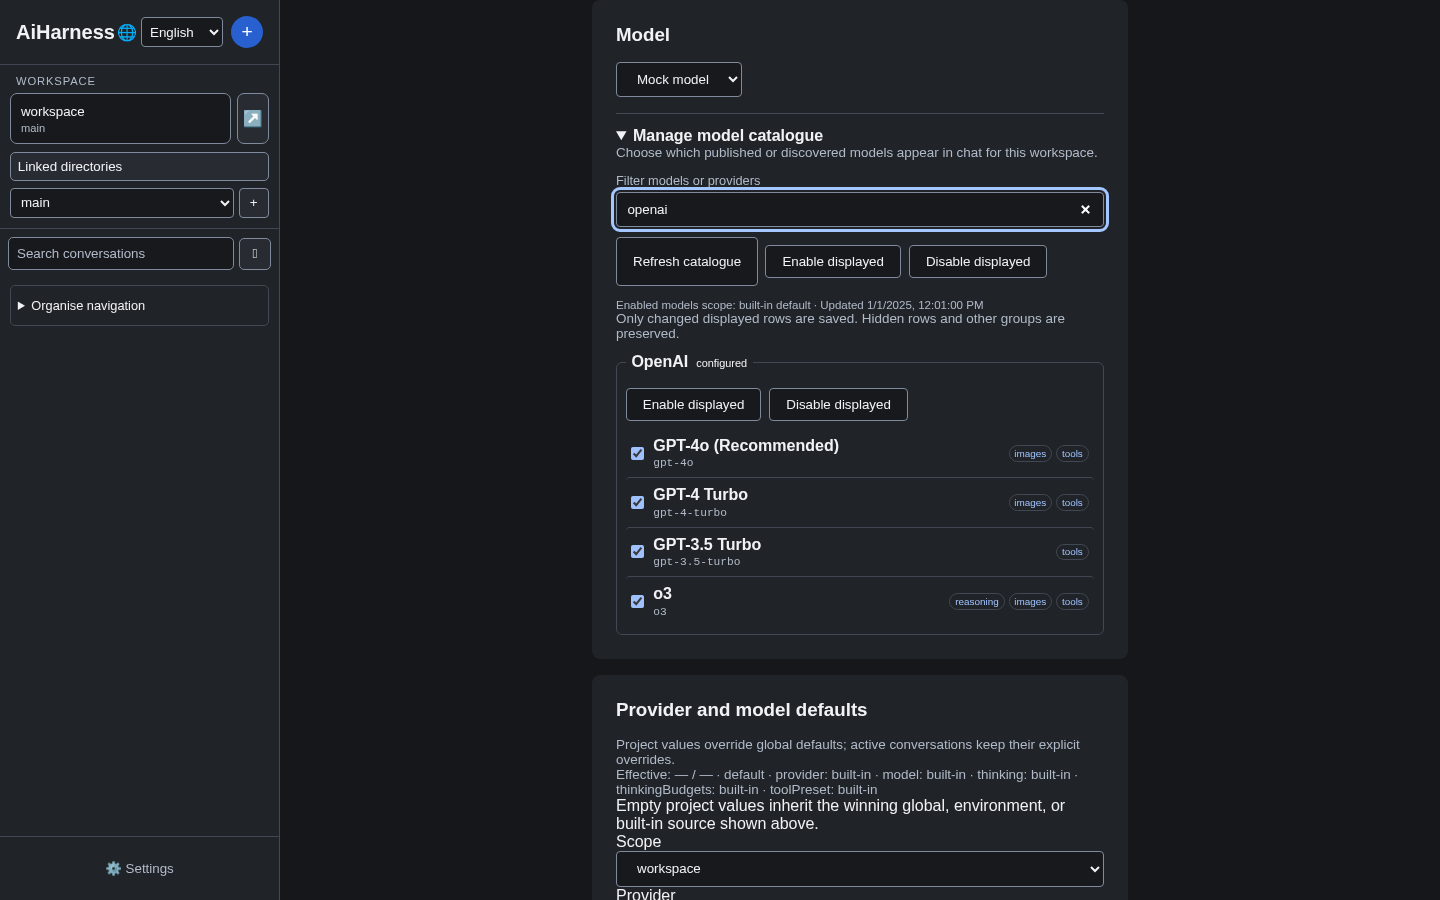 AiHarness 🌐 English +
WORKSPACE
workspace
main
Linked directories
main +
Search conversations
Organise navigation
⚙️ Settings
Model
Mock model
Manage model catalogue
Choose which published or discovered models appear in chat for this workspace.
Filter models or providers
openai ×
Refresh catalogue Enable displayed Disable displayed
Enabled models scope: built-in default · Updated 1/1/2025, 12:01:00 PM
Only changed displayed rows are saved. Hidden rows and other groups are
preserved.
OpenAI configured
Enable displayed Disable displayed
GPT-4o (Recommended) images tools
gpt-4o
GPT-4 Turbo images tools
gpt-4-turbo
GPT-3.5 Turbo tools
gpt-3.5-turbo
o3 reasoning images tools
o3
Provider and model defaults
Project values override global defaults; active conversations keep their explicit
overrides.
Effective: — / — · default · provider: built-in · model: built-in · thinking: built-in ·
thinkingBudgets: built-in · toolPreset: built-in
Empty project values inherit the winning global, environment, or
built-in source shown above.
Scope
workspace
Provider